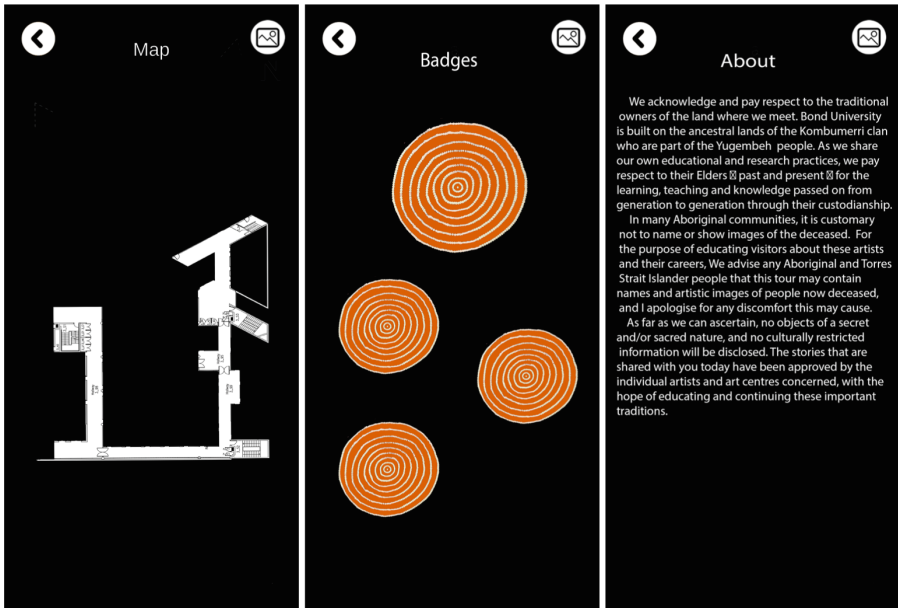 Map
Badges
About
We acknowledge and pay respect to the traditional
owners of the land where we meet. Bond University
is built on the ancestral lands of the Kombumerri clan
who are part of the Yugembeh people. As we share
our own educational and research practices, we pay
respect to their Elders ☒ past and present ☒ for the
learning, teaching and knowledge passed on from
generation to generation through their custodianship.
In many Aboriginal communities, it is customary
not to name or show images of the deceased. For
the purpose of educating visitors about these artists
and their careers, We advise any Aboriginal and Torres
Strait Islander people that this tour may contain
names and artistic images of people now deceased,
and I apologise for any discomfort this may cause.
As far as we can ascertain, no objects of a secret
and/or sacred nature, and no culturally restricted
information will be disclosed. The stories that are
shared with you today have been approved by the
individual artists and art centres concerned, with the
hope of educating and continuing these important
traditions.